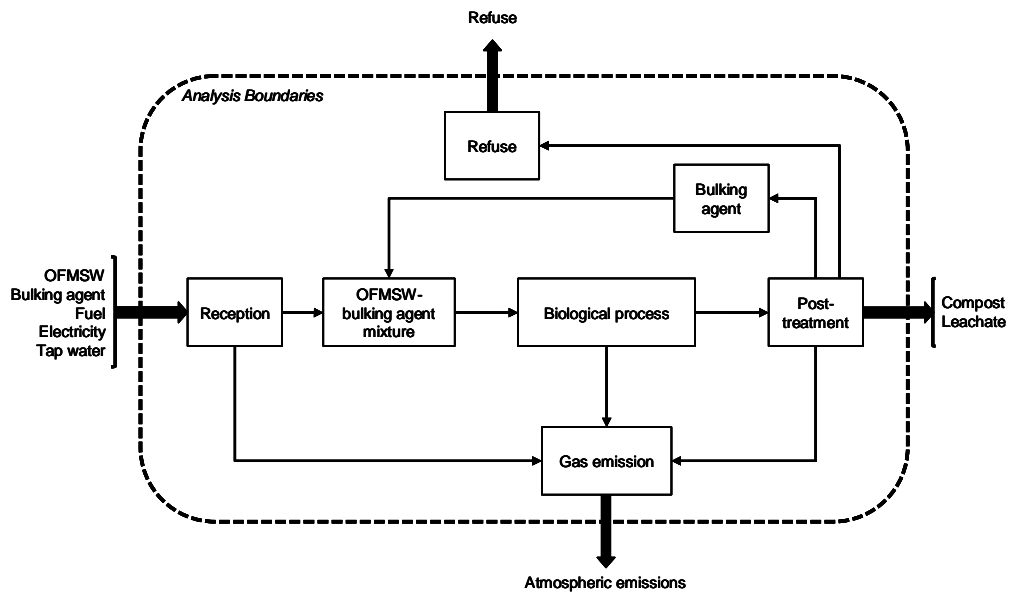 Refuse
Analysis Boundaries
Refuse
Bulking
agent
OFMSW
Bulking agent
Fuel
Electricity
Tap water
Reception
OFMSW-
bulking agent
mixture
Biological process
Post-
treatment
Compost
Leachate
Gas emission
Atmospheric emissions